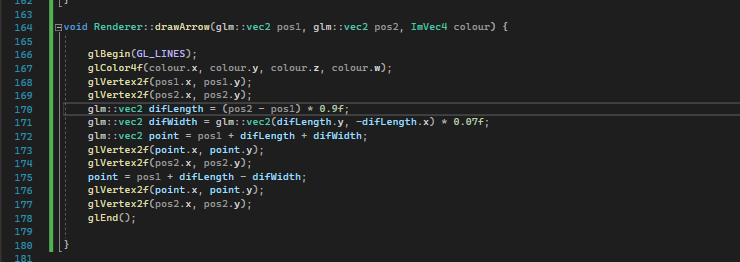 162 }
163
164 void Renderer::drawArrow(glm::vec2 pos1, glm::vec2 pos2, ImVec4 colour) {
165
166 glBegin(GL_LINES);
167 glColor4f(colour.x, colour.y, colour.z, colour.w);
168 glVertex2f(pos1.x, pos1.y);
169 glVertex2f(pos2.x, pos2.y);
170 glm::vec2 difLength = (pos2 - pos1) * 0.9f;
171 glm::vec2 difWidth = glm::vec2(difLength.y, -difLength.x) * 0.07f;
172 glm::vec2 point = pos1 + difLength + difWidth;
173 glVertex2f(point.x, point.y);
174 glVertex2f(pos2.x, pos2.y);
175 point = pos1 + difLength - difWidth;
176 glVertex2f(point.x, point.y);
177 glVertex2f(pos2.x, pos2.y);
178 glEnd();
179
180 }
181